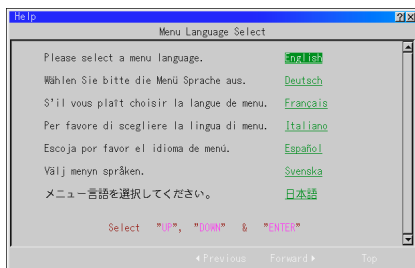 Help
Menu Language Select
Please select a menu language. English
Wählen Sie bitte die Menü Sprache aus. Deutsch
S'il vous plaît choisir la langue de menu. Français
Per favore di scegliere la lingua di menu. Italiano
Escoja por favor el idioma de menú. Español
Välj menyn språken. Svenska
メニュー言語を選択してください。 日本語
Select "UP", "DOWN" & "ENTER"
Previous Forward Top